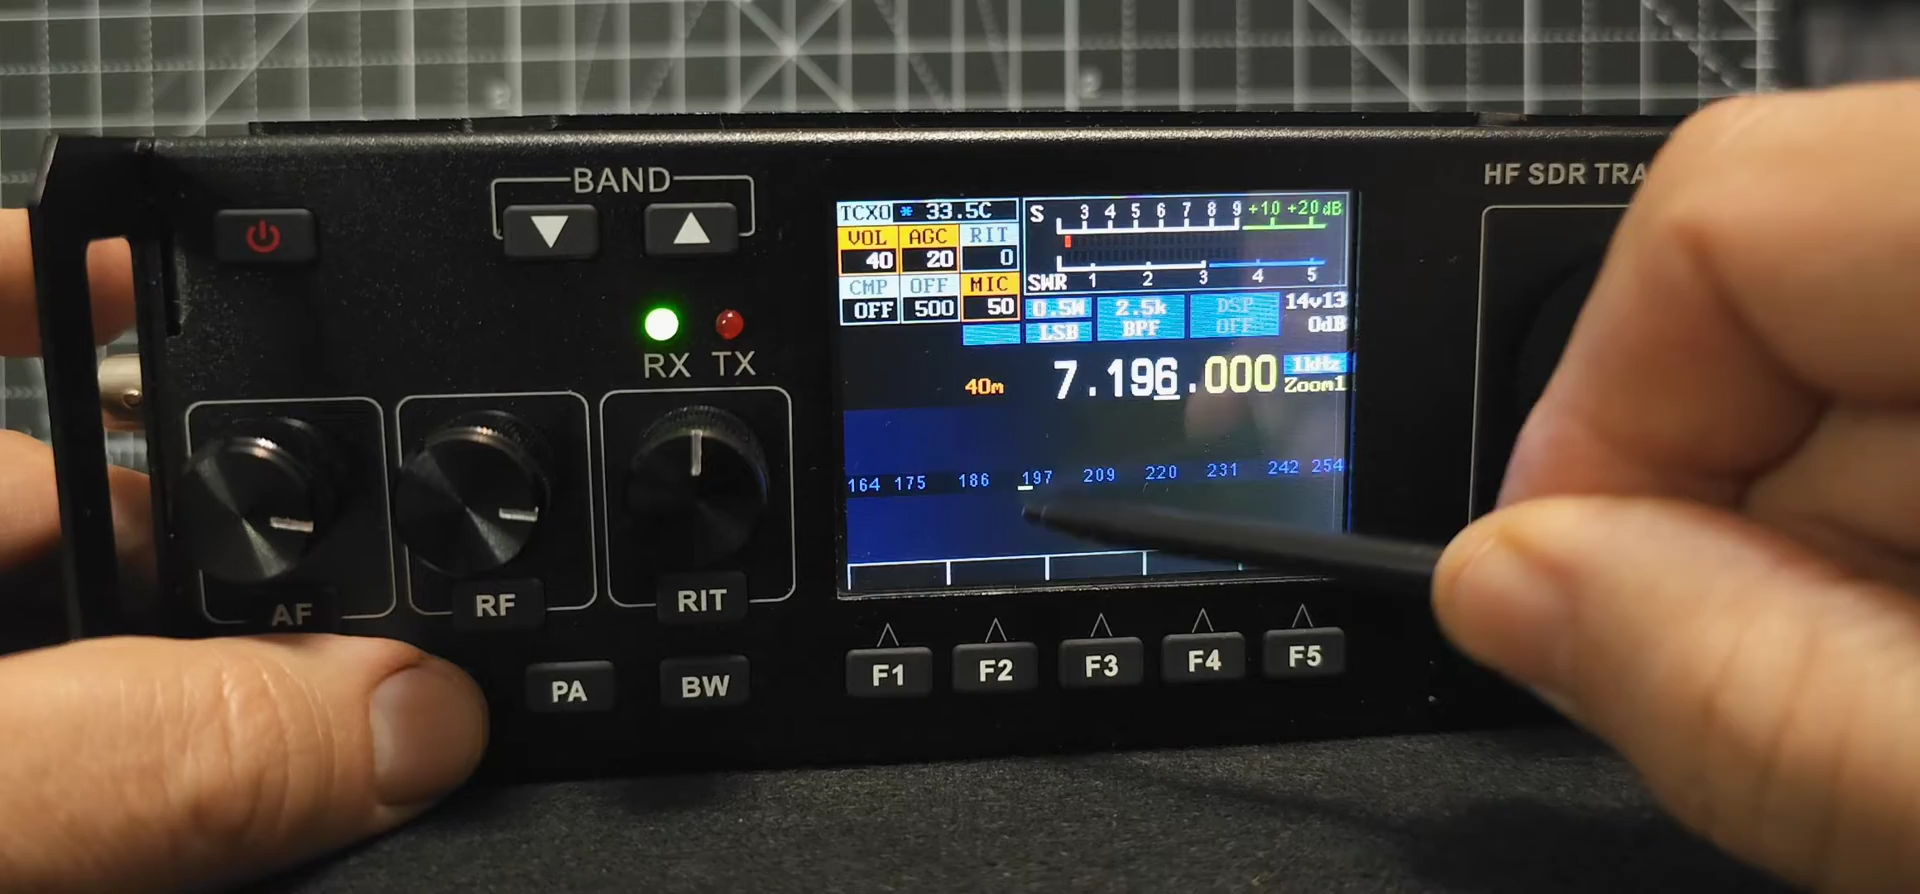 BAND
HF SDR TRA
TCXO * 33.5C
VOL AGC RIT
40 20 0
CMP OFF MIC
OFF 500 50
S 3 4 5 6 7 8 9 +10 +20 dB
SWR 1 2 3 4 5
0.5W 2.5k DSP 14v13
LSB BPF OFF 0dB
40m 7.196.000 1kHz
Zoom1
RX TX
164 175 186 197 209 220 231 242 254
AF RF RIT
PA BW F1 F2 F3 F4 F5